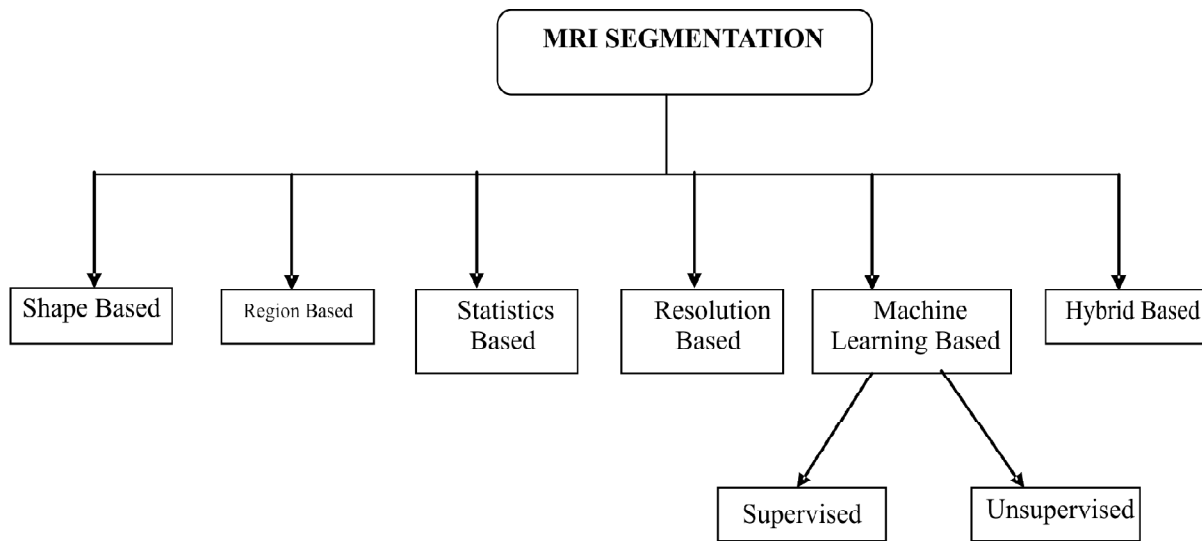 MRI SEGMENTATION
Shape Based
Region Based
Statistics
Based
Resolution
Based
Machine
Learning Based
Hybrid Based
Supervised
Unsupervised